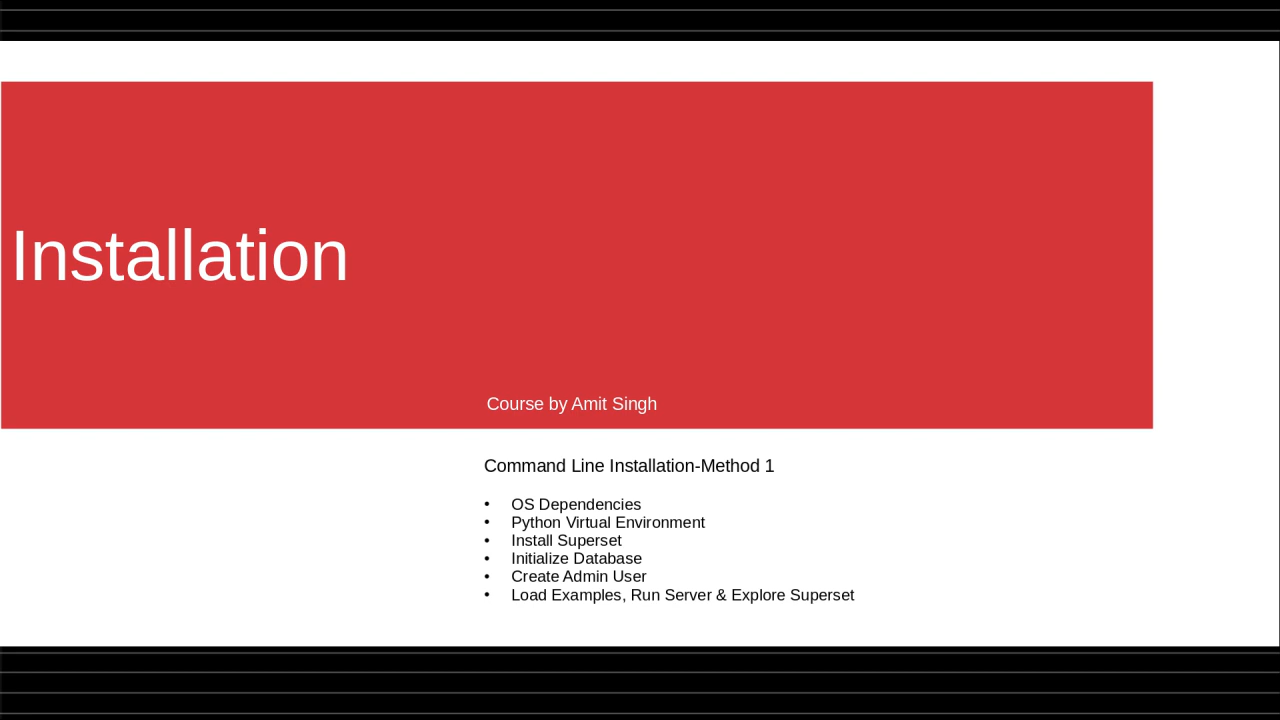 Installation
Course by Amit Singh
Command Line Installation-Method 1
• OS Dependencies
• Python Virtual Environment
• Install Superset
• Initialize Database
• Create Admin User
• Load Examples, Run Server & Explore Superset